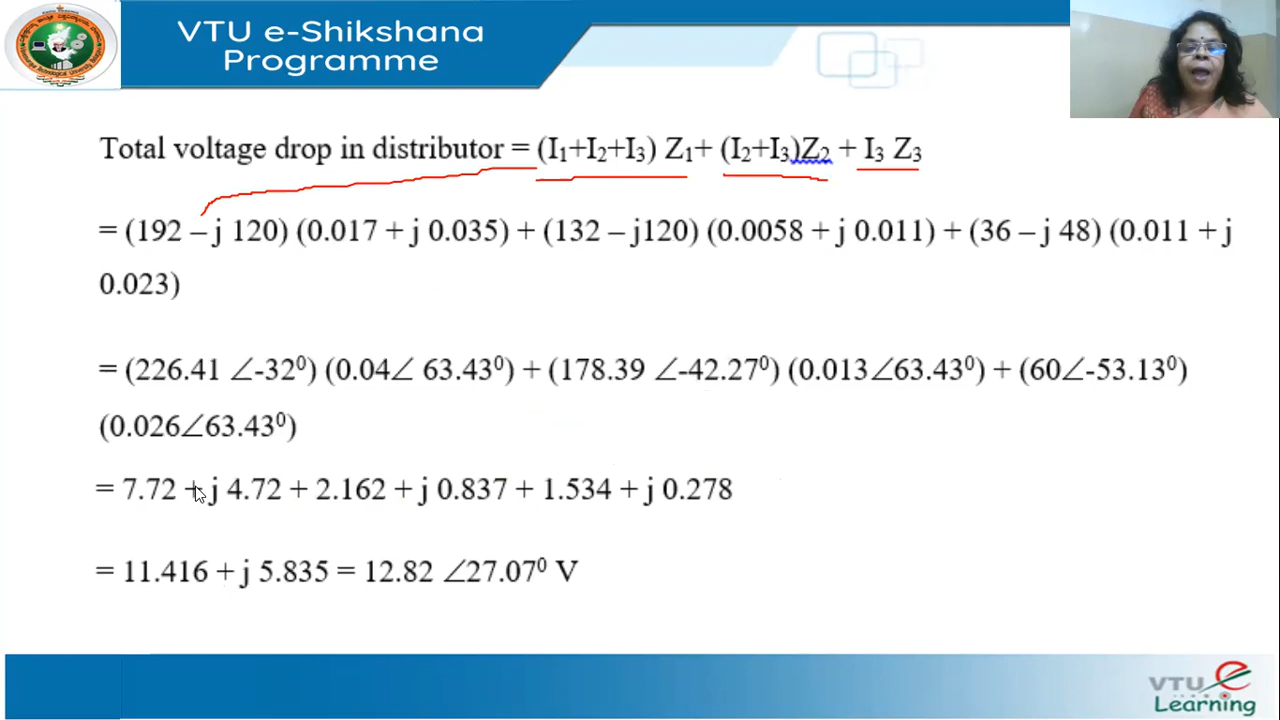 VTU e-Shikshana
Programme
Total voltage drop in distributor = (I₁+I₂+I₃) Z₁+ (I₂+I₃)Z₂ + I₃ Z₃
= (192 – j 120) (0.017 + j 0.035) + (132 – j120) (0.0058 + j 0.011) + (36 – j 48) (0.011 + j
0.023)
= (226.41 ∠-32⁰) (0.04∠ 63.43⁰) + (178.39 ∠-42.27⁰) (0.013∠63.43⁰) + (60∠-53.13⁰)
(0.026∠63.43⁰)
= 7.72 + j 4.72 + 2.162 + j 0.837 + 1.534 + j 0.278
= 11.416 + j 5.835 = 12.82 ∠27.07⁰ V
VTU e
Learning